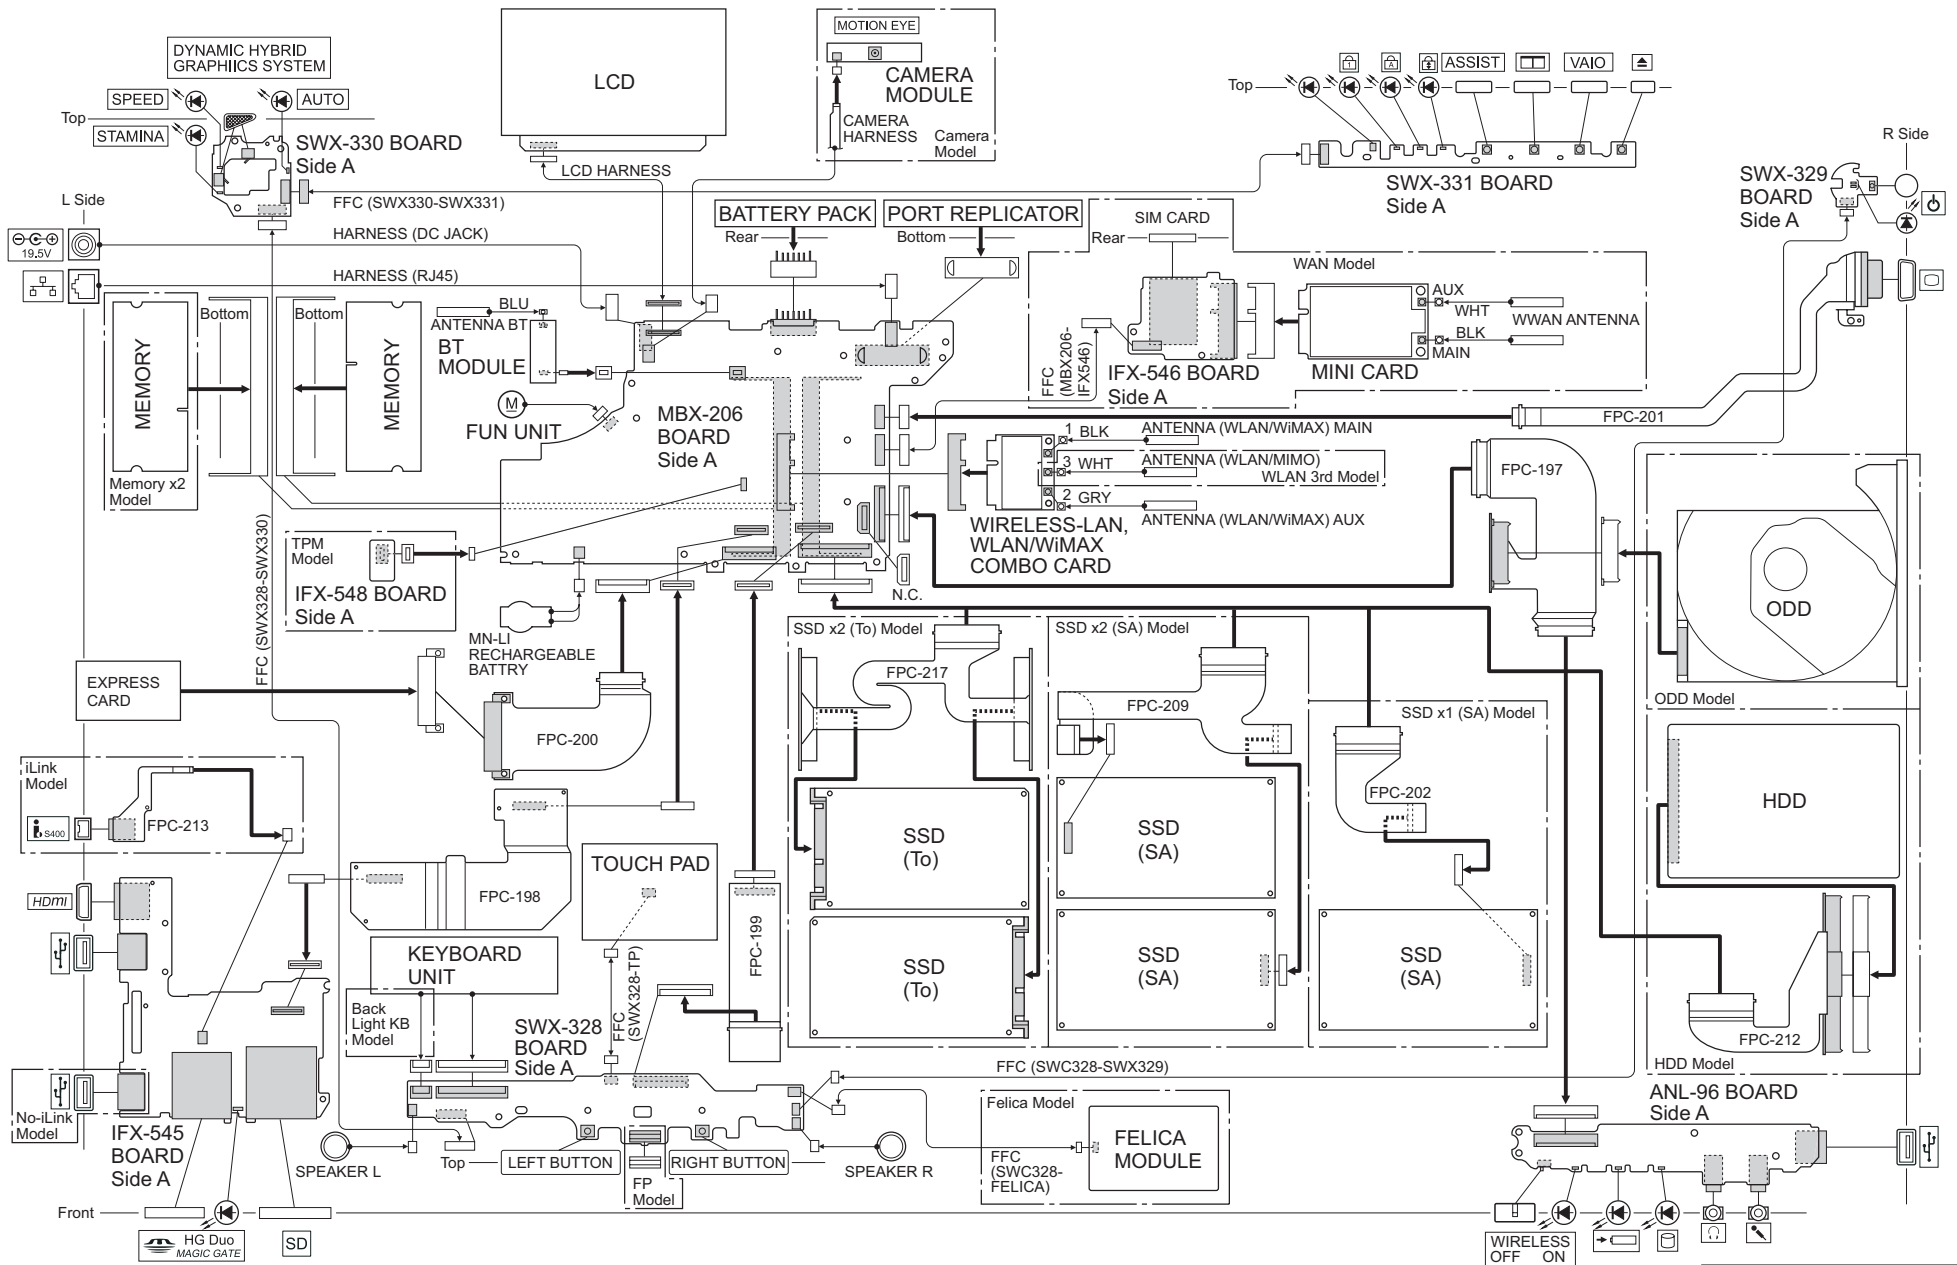 DYNAMIC HYBRID
GRAPHIICS SYSTEM
SPEED
AUTO
Top
STAMINA
SWX-330 BOARD
Side A
L Side
19.5V
LCD
LCD HARNESS
MOTION EYE
CAMERA
MODULE
CAMERA
HARNESS
Camera
Model
Top
1
A
ASSIST
VAIO
SWX-331 BOARD
Side A
R Side
SWX-329
BOARD
Side A
FFC (SWX330-SWX331)
HARNESS (DC JACK)
HARNESS (RJ45)
BATTERY PACK
Rear
PORT REPLICATOR
Bottom
SIM CARD
Rear
WAN Model
AUX
WHT
WWAN ANTENNA
BLK
MAIN
MINI CARD
IFX-546 BOARD
Side A
FFC
(MBX206-
IFX546)
MEMORY
Bottom
Bottom
MEMORY
Memory x2
Model
BLU
ANTENNA BT
BT
MODULE
M
FUN UNIT
MBX-206
BOARD
Side A
FPC-201
1 BLK
ANTENNA (WLAN/WiMAX) MAIN
3 WHT
ANTENNA (WLAN/MIMO)
WLAN 3rd Model
2 GRY
ANTENNA (WLAN/WiMAX) AUX
WIRELESS-LAN,
WLAN/WiMAX
COMBO CARD
FPC-197
ODD
ODD Model
TPM
Model
IFX-548 BOARD
Side A
FFC (SWX328-SWX330)
MN-LI
RECHARGEABLE
BATTRY
N.C.
EXPRESS
CARD
FPC-200
SSD x2 (To) Model
FPC-217
SSD
(To)
SSD
(To)
SSD x2 (SA) Model
FPC-209
SSD
(SA)
SSD
(SA)
SSD x1 (SA) Model
FPC-202
SSD
(SA)
HDD
FPC-212
HDD Model
iLink
Model
S400
FPC-213
HDMI
FPC-198
TOUCH PAD
FPC-199
KEYBOARD
UNIT
Back
Light KB
Model
FFC
(SWX328-TP)
SWX-328
BOARD
Side A
FFC (SWC328-SWX329)
No-iLink
Model
IFX-545
BOARD
Side A
SPEAKER L
Top
LEFT BUTTON
RIGHT BUTTON
FP
Model
SPEAKER R
Felica Model
FFC
(SWC328-
FELICA)
FELICA
MODULE
ANL-96 BOARD
Side A
Front
HG Duo
MAGIC GATE
SD
WIRELESS
OFF ON